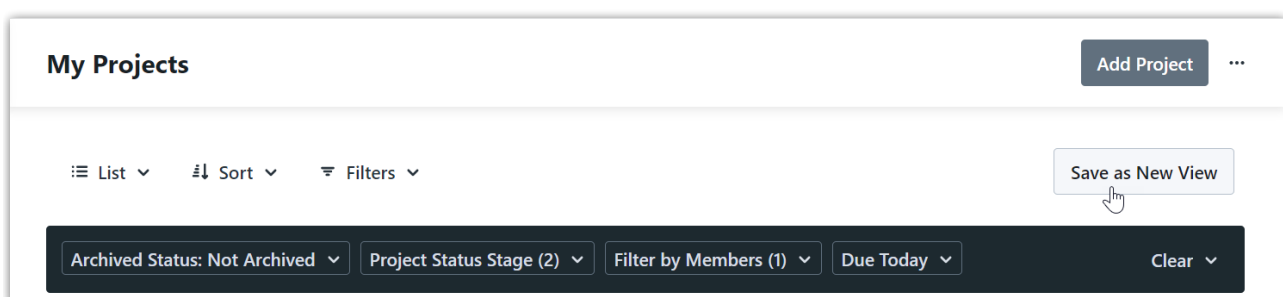 My Projects
Add Project
List
Sort
Filters
Save as New View
Archived Status: Not Archived
Project Status Stage (2)
Filter by Members (1)
Due Today
Clear